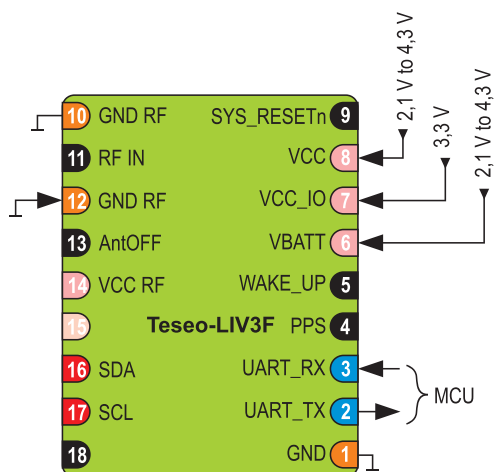 2,1 V to 4,3 V
3,3 V
2,1 V to 4,3 V
10 GND RF
SYS_RESETn 9
11 RF IN
VCC 8
12 GND RF
VCC_IO 7
13 AntOFF
VBATT 6
14 VCC RF
WAKE_UP 5
15
Teseo-LIV3F
PPS 4
16 SDA
UART_RX 3
17 SCL
UART_TX 2
MCU
18
GND 1